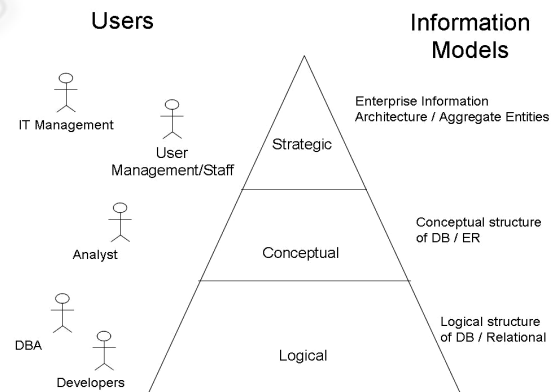 Users
Information
Models
IT Management
User
Management/Staff
Strategic
Enterprise Information
Architecture / Aggregate Entities
Analyst
Conceptual
Conceptual structure
of DB / ER
DBA
Developers
Logical
Logical structure
of DB / Relational